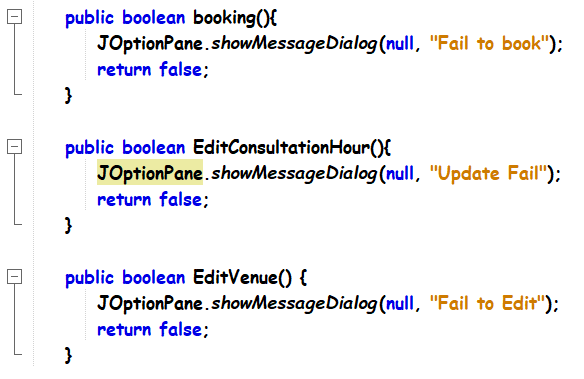 public boolean booking(){
JOptionPane.showMessageDialog(null, "Fail to book");
return false;
}
public boolean EditConsultationHour(){
JOptionPane.showMessageDialog(null, "Update Fail");
return false;
}
public boolean EditVenue() {
JOptionPane.showMessageDialog(null, "Fail to Edit");
return false;
}